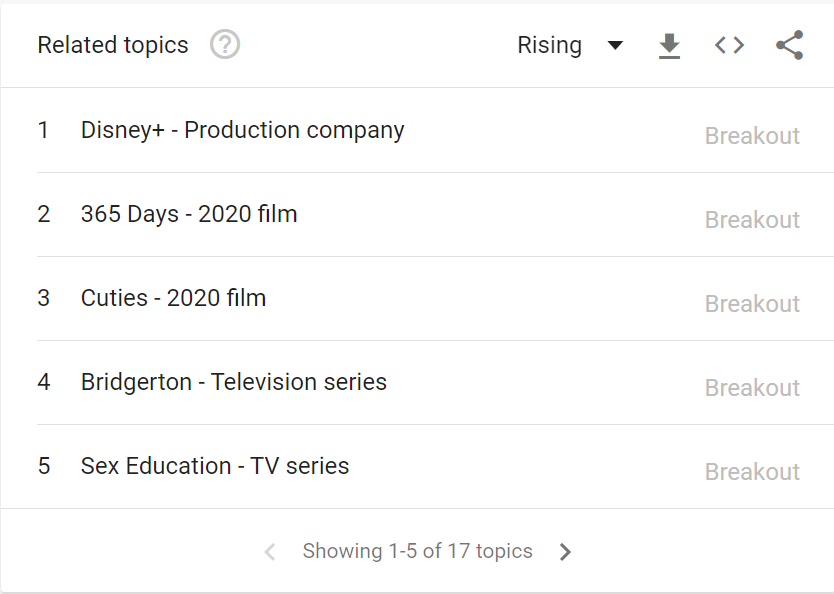 Related topics ? Rising
1 Disney+ - Production company Breakout
2 365 Days - 2020 film Breakout
3 Cuties - 2020 film Breakout
4 Bridgerton - Television series Breakout
5 Sex Education - TV series Breakout
Showing 1-5 of 17 topics